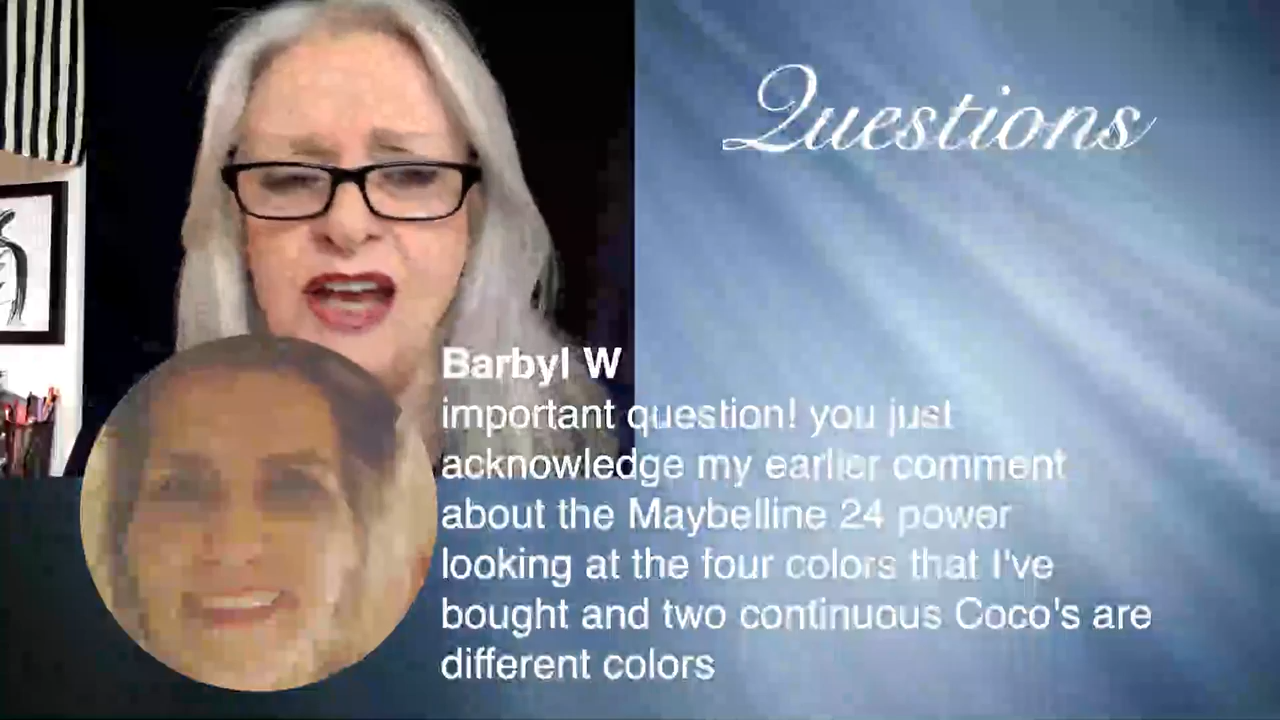 Questions
Barbyl W
important question! you just
acknowledge my earlier comment
about the Maybelline 24 power
looking at the four colors that I've
bought and two continuous Coco's are
different colors